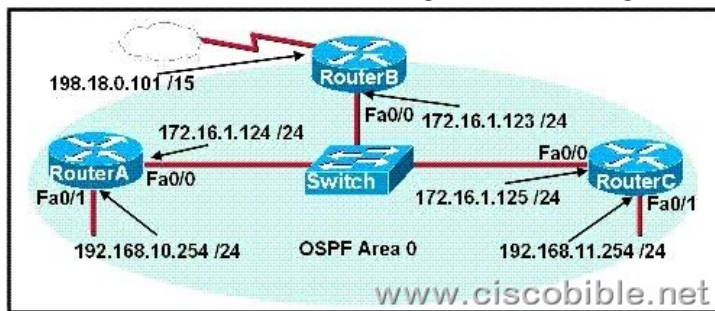 198.18.0.101 /15
RouterB
Fa0/0
172.16.1.123 /24
172.16.1.124 /24
RouterA
Fa0/0
Fa0/1
Switch
Fa0/0
RouterC
172.16.1.125 /24
Fa0/1
192.168.10.254 /24
OSPF Area 0
192.168.11.254 /24
www.ciscobible.net